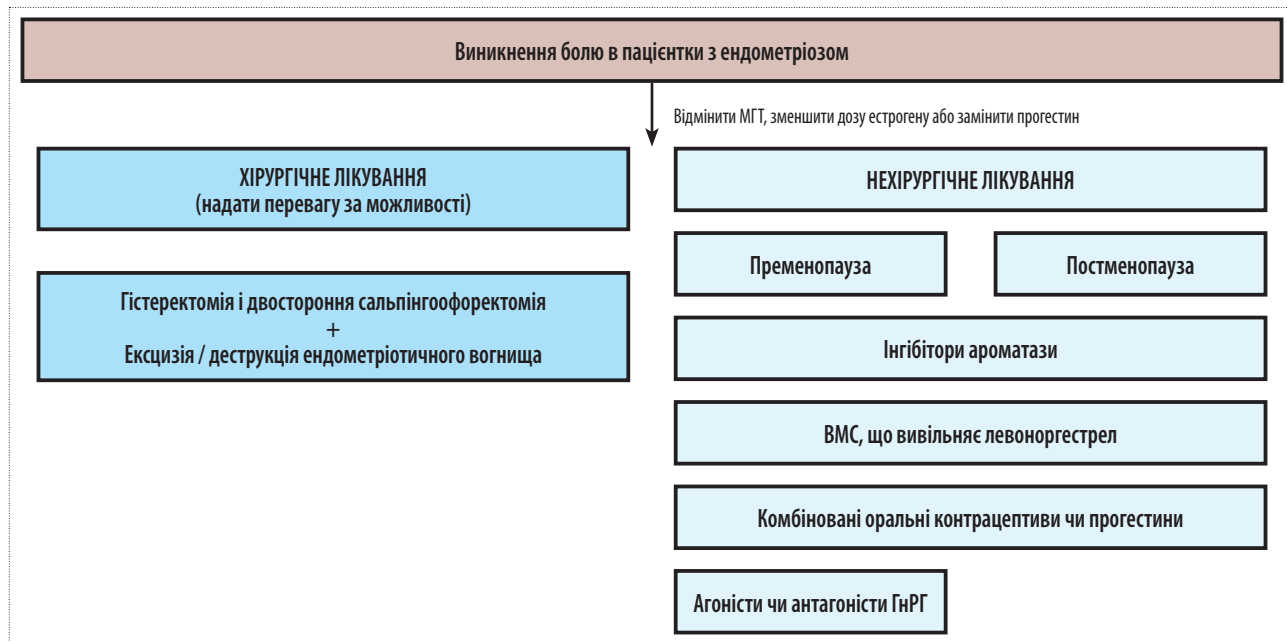 Виникнення болю в пацієнтки з ендометріозом
Відмінити МГТ, зменшити дозу естрогену або замінити прогестин
ХІРУРГІЧНЕ ЛІКУВАННЯ
(надати перевагу за можливості)
Гістеректомія і двостороння сальпінгоофоректомія
+
Ексцизія / деструкція ендометріотичного вогнища
НЕХІРУРГІЧНЕ ЛІКУВАННЯ
Пременопауза
Постменопауза
Інгібітори ароматази
ВМС, що вивільняє левоноргестрел
Комбіновані оральні контрацептиви чи прогестини
Агоністи чи антагоністи ГнРГ